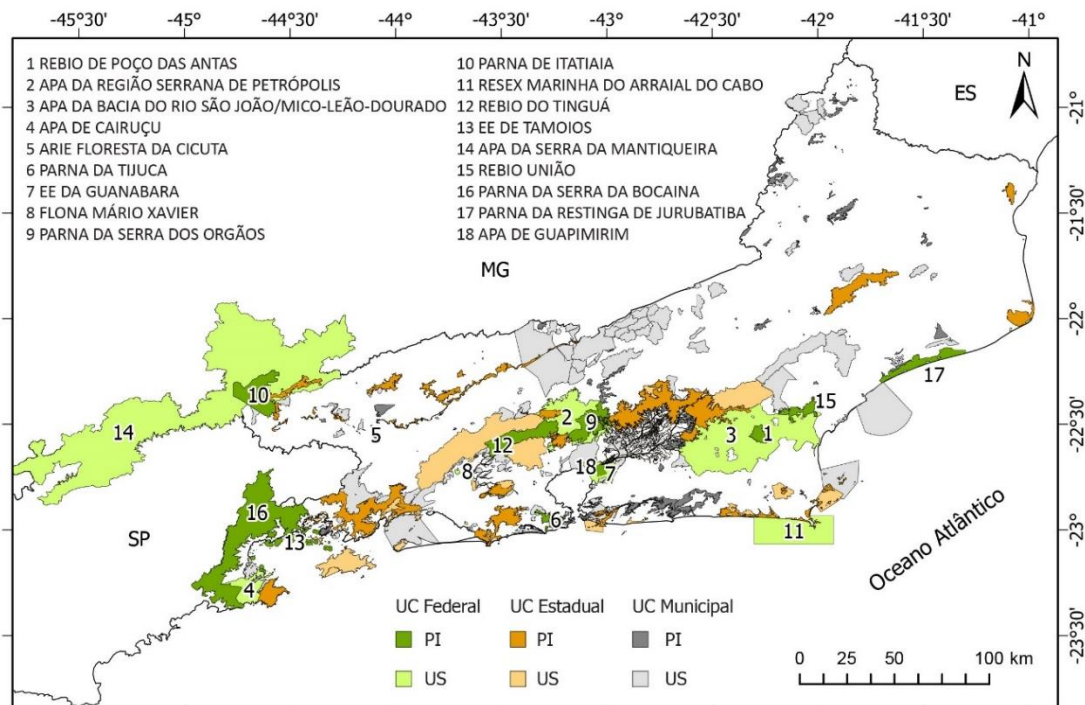 -45° -44,5° -44° -43,5° -43° -42,5° -42° -41,5° -41°
1 REBIO DE POÇO DAS ANTAS
2 APA DA REGIÃO SERRANA DE PETRÓPOLIS
3 APA DA BACIA DO RIO SÃO JOÃO/MICO-LEÃO-DOURADO
4 APA DE CAIRUÇU
5 ARIE FLORESTA DA CICUTA
6 PARNA DA TIJUCA
7 EE DA GUANABARA
8 FLONA MÁRIO XAVIER
9 PARNA DA SERRA DOS ORGÃOS
10 PARNA DE ITATIAIA
11 RESEX MARINHA DO ARRAIAL DO CABO
12 REBIO DO TINGUÁ
13 EE DE TAMOIOS
14 APA DA SERRA DA MANTIQUEIRA
15 REBIO UNIÃO
16 PARNA DA SERRA DA BOCAINA
17 PARNA DA RESTINGA DE JURUBATIBA
18 APA DE GUAPIMIRIM
N
ES
-21°
-21°30'
MG
-22°
17
10
15
2
9
5
14
3
1
-22°30'
12
18
8
7
16
6
11
SP
13
-23°
Oceano Atlântico
4
UC Federal UC Estadual UC Municipal
PI PI PI
US US US
-23°30'
0 25 50 100 km